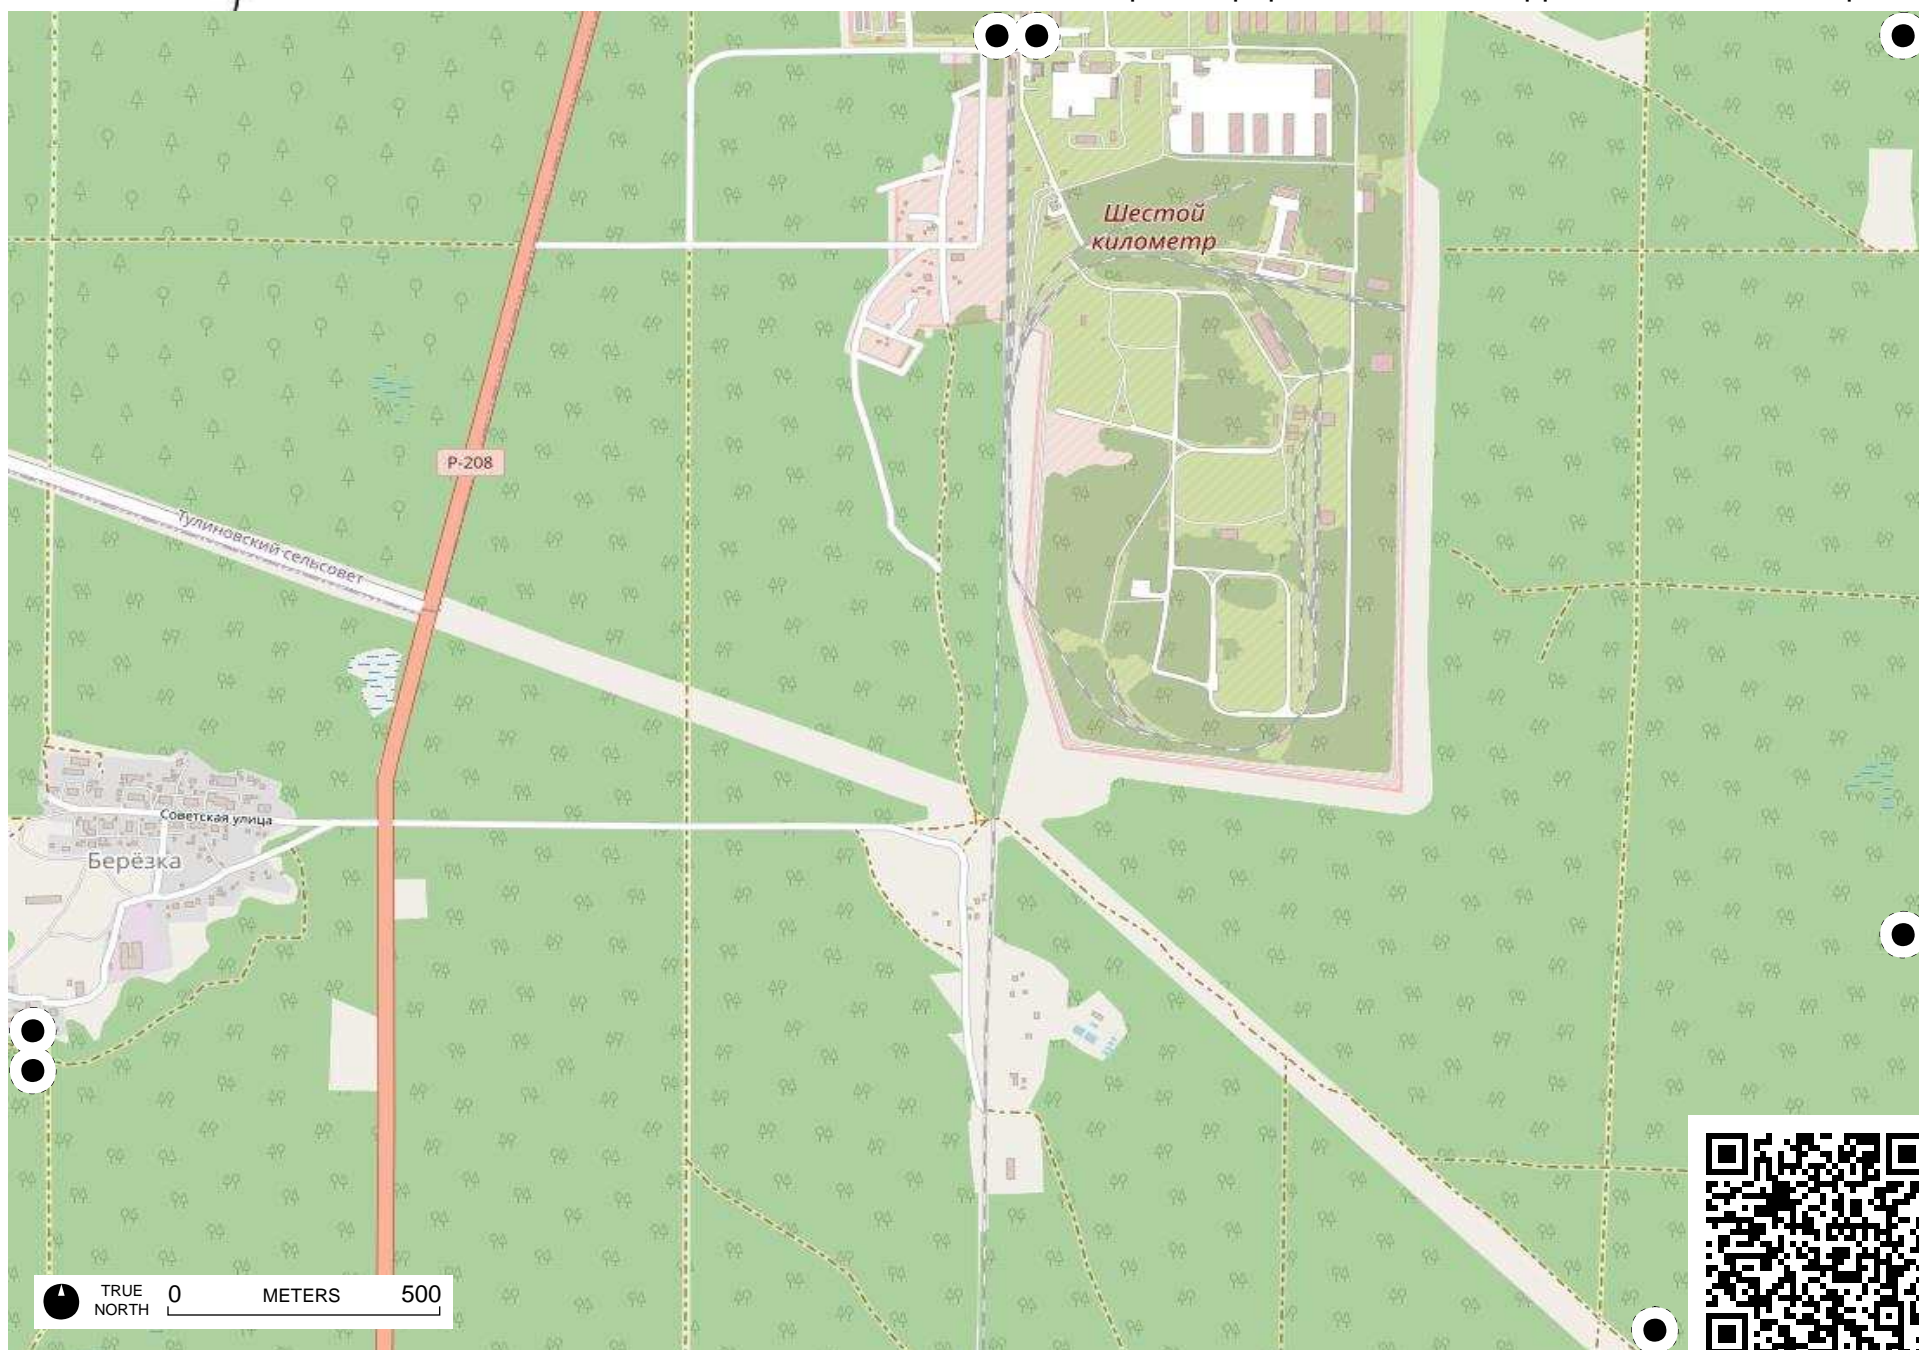 Шестой
километр
Р-208
Тулиновский сельсовет
Советская улица
Берёзка
TRUE
NORTH
0 METERS 500